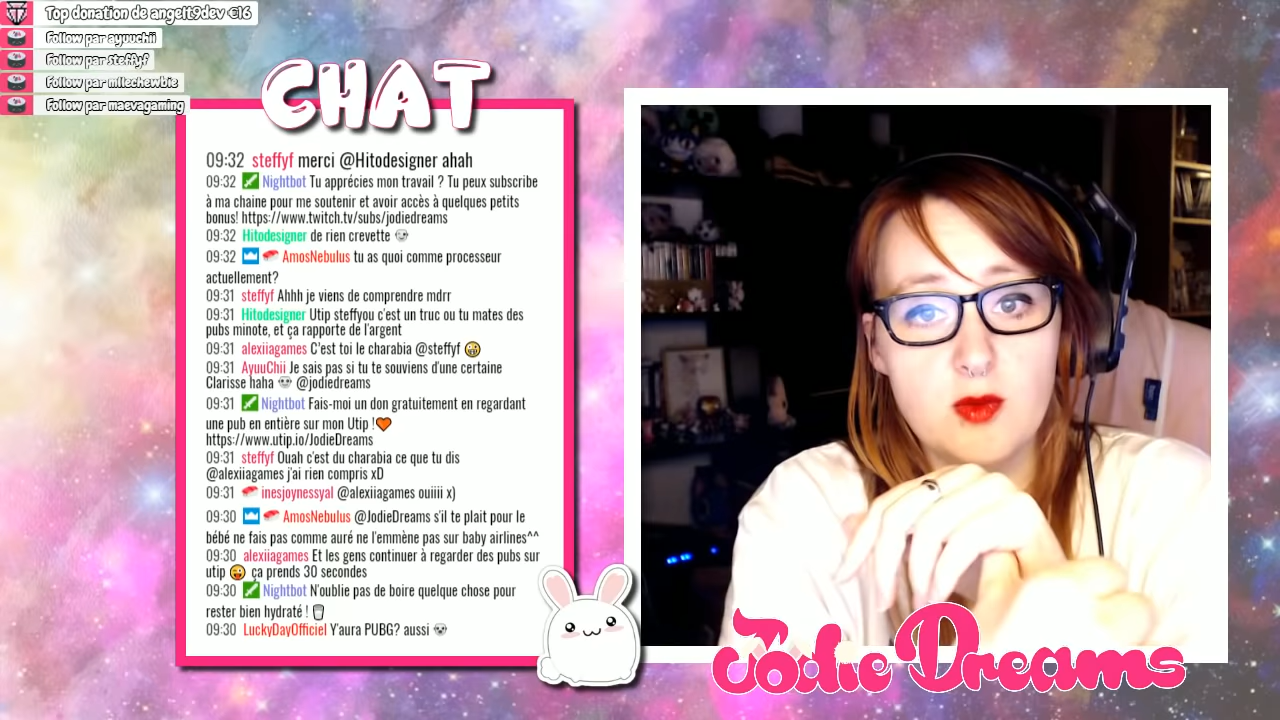 Top donation de angett9dev €16
Follow par ayuuchii
Follow par steffyf
Follow par mllechewbie
Follow par maevagaming
CHAT
09:32 steffyf merci @Hitodesigner ahah
09:32 Nightbot Tu apprécies mon travail ? Tu peux subscribe
à ma chaine pour me soutenir et avoir accès à quelques petits
bonus! https://www.twitch.tv/subs/jodiedreams
09:32 Hitodesigner de rien crevette
09:32 AmosNebulus tu as quoi comme processeur
actuellement?
09:31 steffyf Ahhh je viens de comprendre mdrr
09:31 Hitodesigner Utip steffyou c'est un truc ou tu mates des
pubs minote, et ça rapporte de l'argent
09:31 alexiiagames C'est toi le charabia @steffyf
09:31 AyuuChii Je sais pas si tu te souviens d'une certaine
Clarisse haha @jodiedreams
09:31 Nightbot Fais-moi un don gratuitement en regardant
une pub en entière sur mon Utip !
https://www.utip.io/JodieDreams
09:31 steffyf Ouah c'est du charabia ce que tu dis
@alexiiagames j'ai rien compris xD
09:31 inesjoynessyal @alexiiagames ouiiii x)
09:30 AmosNebulus @JodieDreams s'il te plait pour le
bébé ne fais pas comme auré ne l'emmène pas sur baby airlines^^
09:30 alexiiagames Et les gens continuer à regarder des pubs sur
utip ça prends 30 secondes
09:30 Nightbot N'oublie pas de boire quelque chose pour
rester bien hydraté !
09:30 LuckyDayOfficiel Y'aura PUBG? aussi
Jodie Dreams